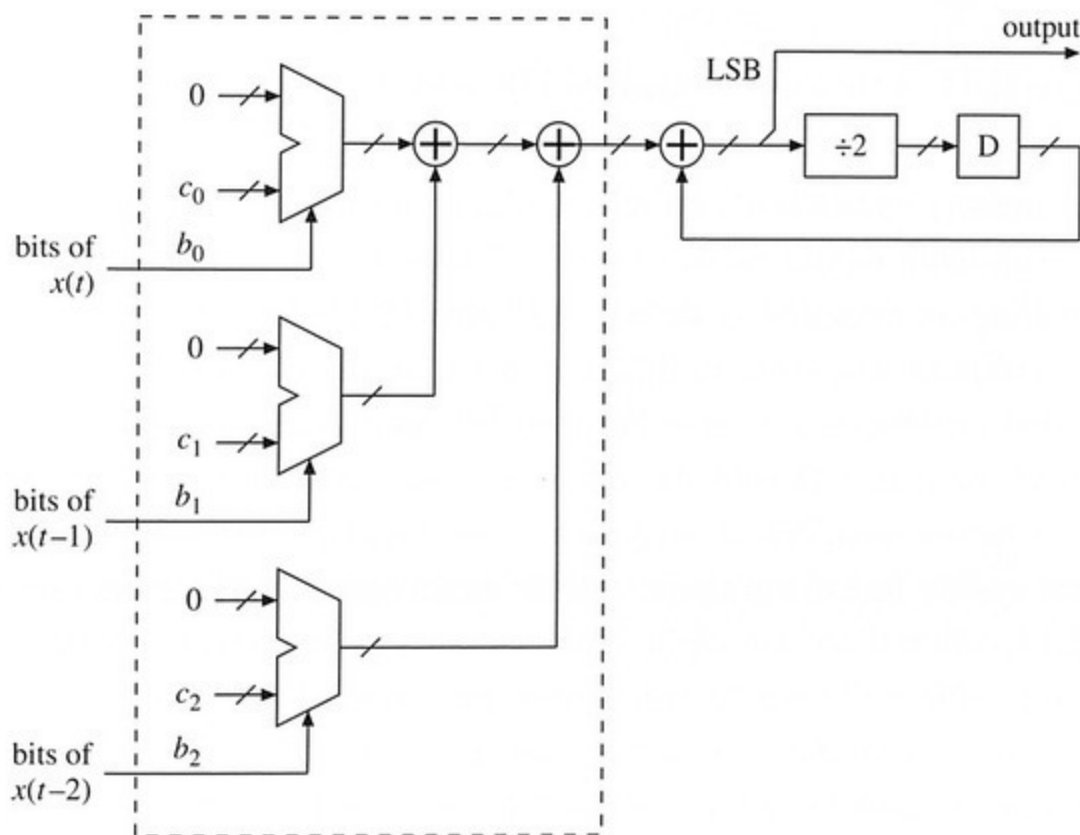 output
LSB
0
÷2
D
c0
bits of
x(t)
b0
0
c1
bits of
x(t−1)
b1
0
c2
bits of
x(t−2)
b2